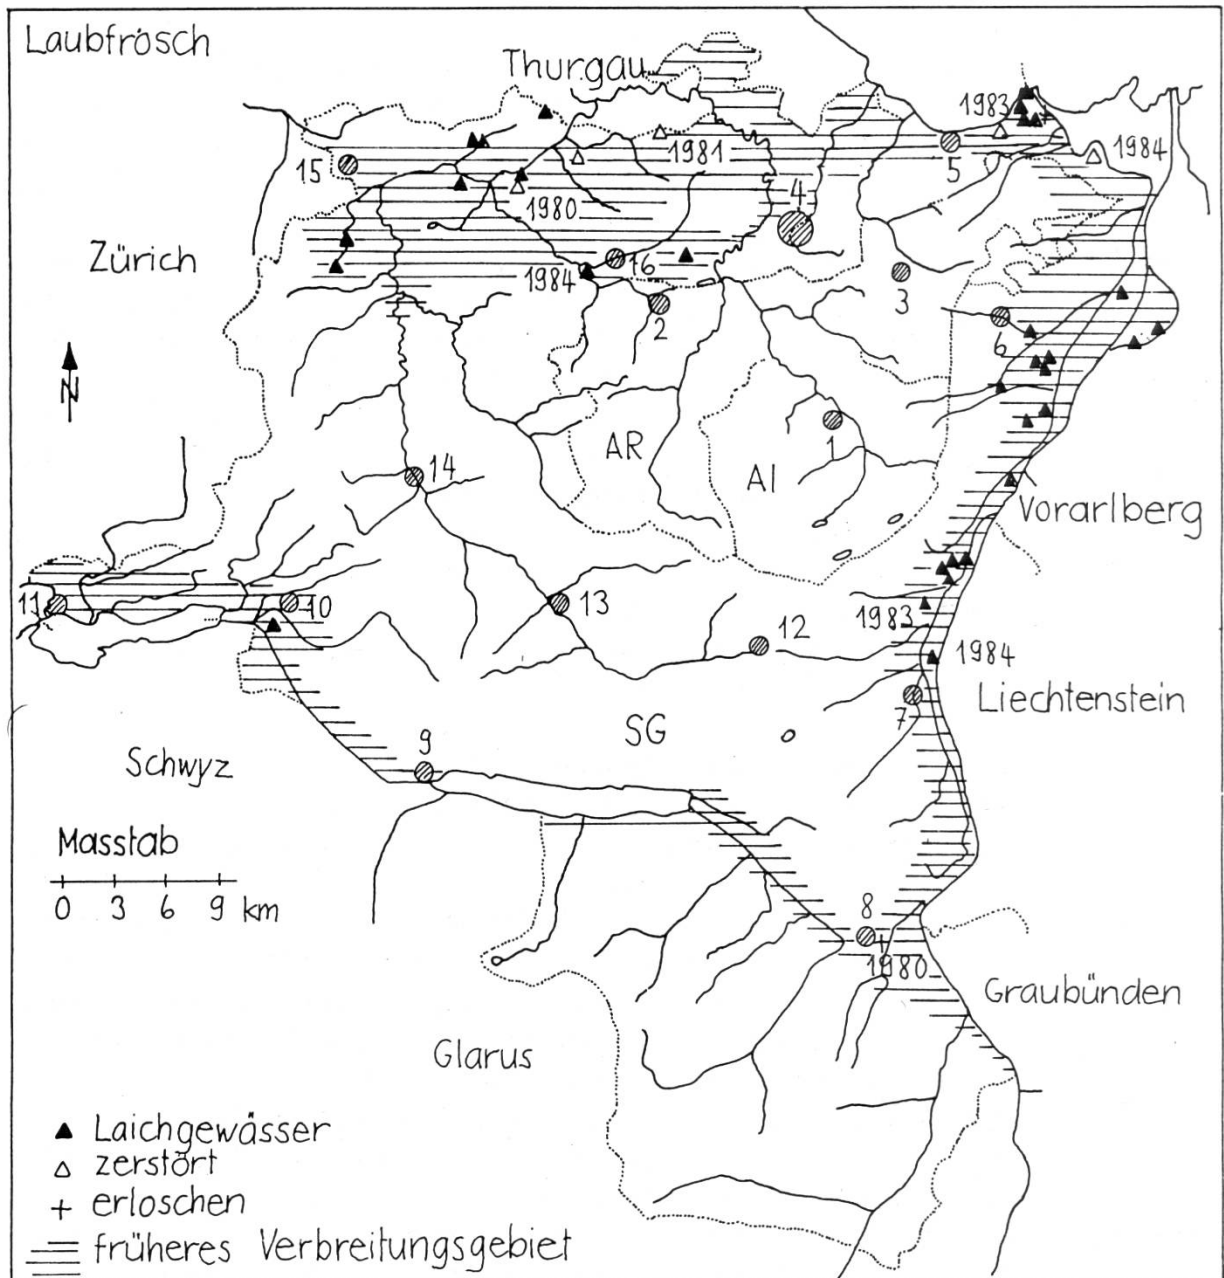 Laubfrösch
Thurgau
1983
15
1981
5
1984
4
1980
Zürich
1984
16
3
2
6
N
AR
1
14
AI
Vorarlberg
11
10
13
1983
12
1984
7
Liechtenstein
SG
9
Schwyz
Masstab
0 3 6 9 km
8
1980
Graubünden
Glarus
Laichgewässer
zerstört
erloschen
früheres Verbreitungsgebiet